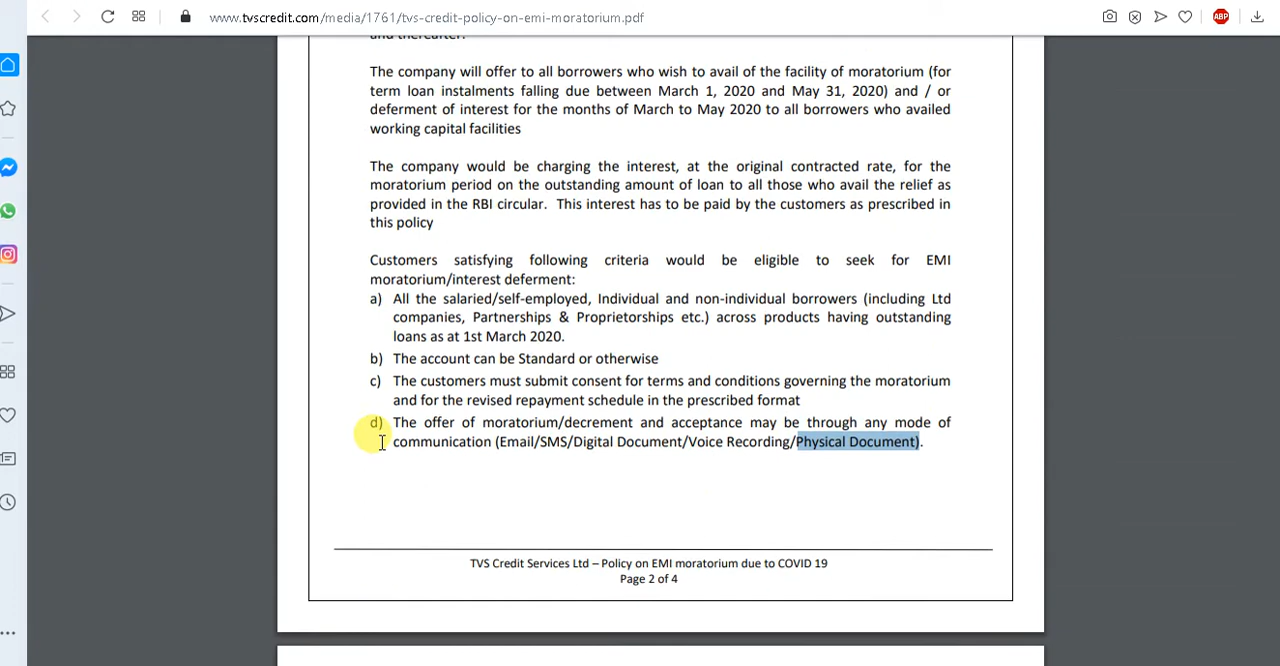 www.tvscredit.com/media/1761/tvs-credit-policy-on-emi-moratorium.pdf
ABP
and thereafter.
The company will offer to all borrowers who wish to avail of the facility of moratorium (for
term loan instalments falling due between March 1, 2020 and May 31, 2020) and / or
deferment of interest for the months of March to May 2020 to all borrowers who availed
working capital facilities
The company would be charging the interest, at the original contracted rate, for the
moratorium period on the outstanding amount of loan to all those who avail the relief as
provided in the RBI circular. This interest has to be paid by the customers as prescribed in
this policy
Customers satisfying following criteria would be eligible to seek for EMI
moratorium/interest deferment:
a) All the salaried/self-employed, Individual and non-individual borrowers (including Ltd
companies, Partnerships & Proprietorships etc.) across products having outstanding
loans as at 1st March 2020.
b) The account can be Standard or otherwise
c) The customers must submit consent for terms and conditions governing the moratorium
and for the revised repayment schedule in the prescribed format
d) The offer of moratorium/decrement and acceptance may be through any mode of
communication (Email/SMS/Digital Document/Voice Recording/Physical Document).
TVS Credit Services Ltd – Policy on EMI moratorium due to COVID 19
Page 2 of 4